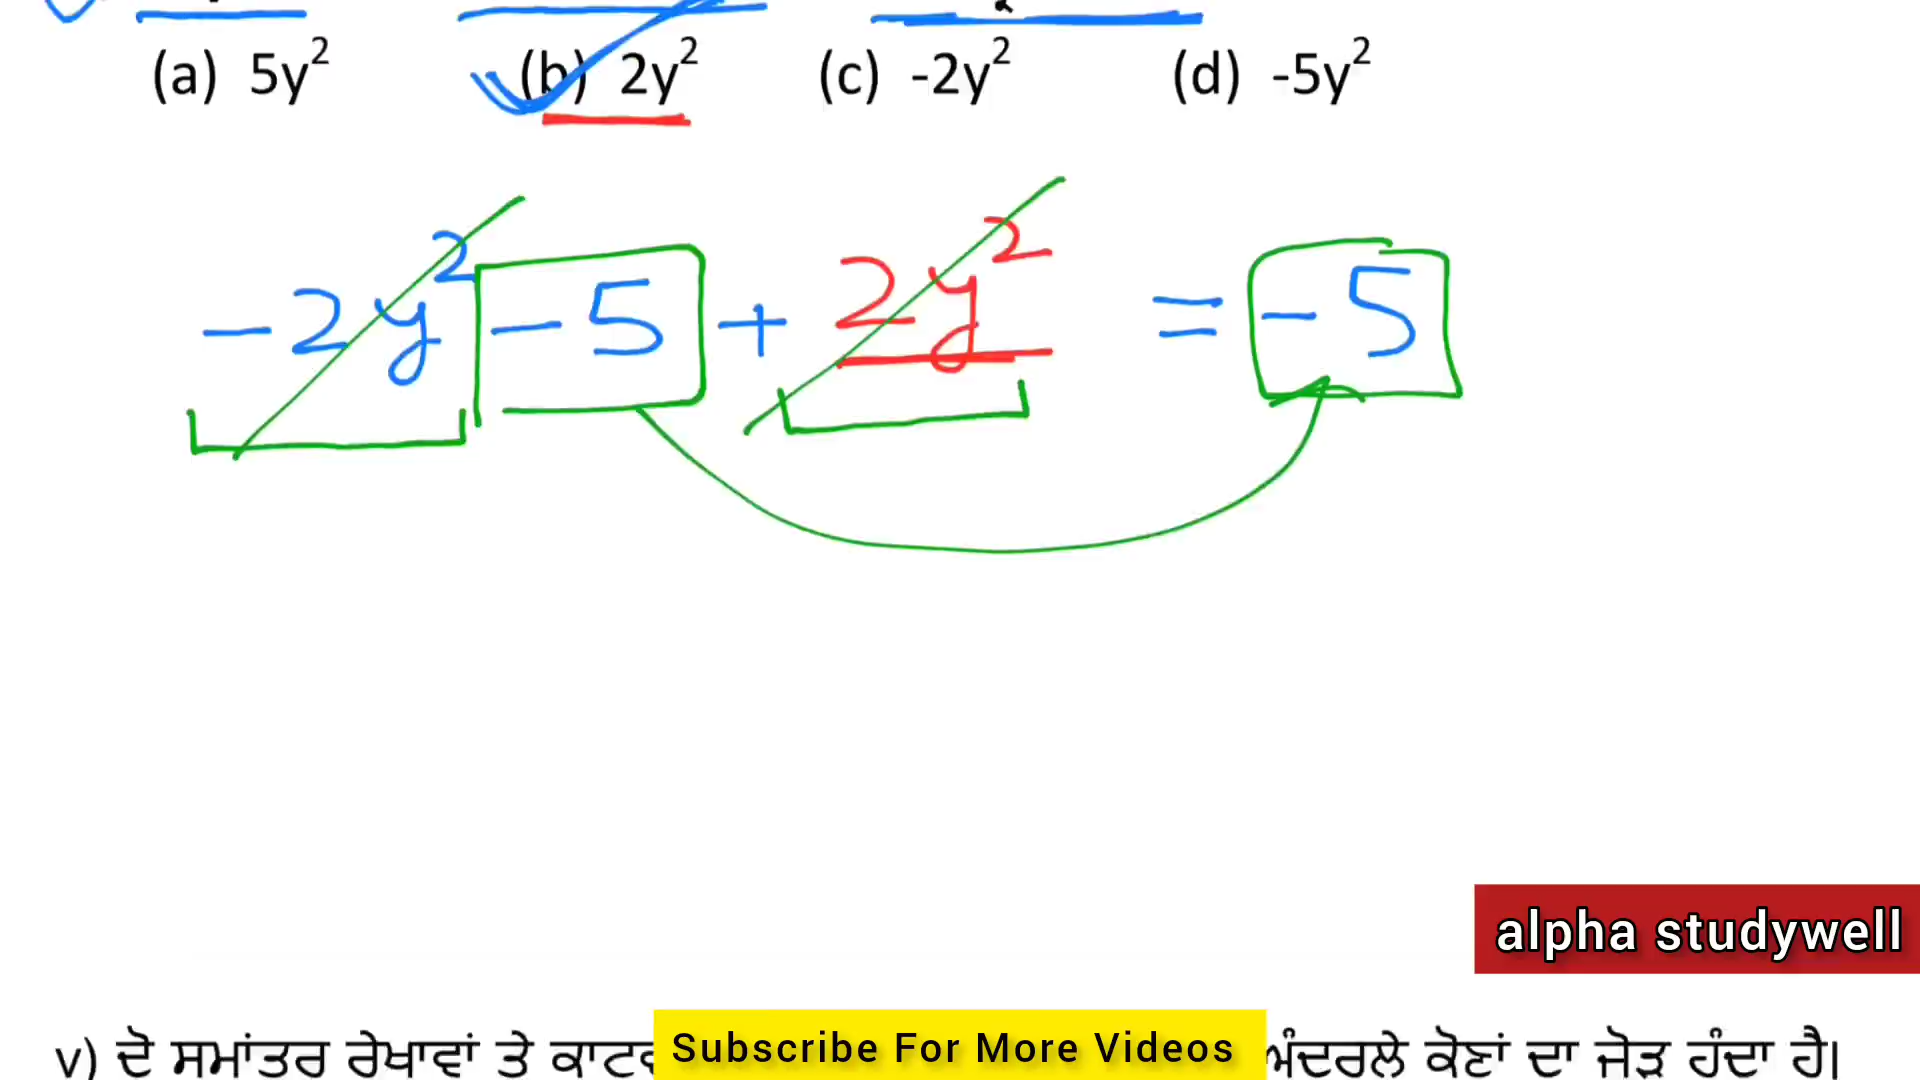 (a) 5y² (b) 2y² (c) -2y² (d) -5y²
-2y² -5 + 2y² = -5
alpha studywell
v) ਦੋ ਸਮਾਂਤਰ ਰੇਖਾਵਾਂ ਤੇ ਅੰਦਰਲੇ ਕੋਣਾਂ ਦਾ ਜੋੜ ਹੁੰਦਾ ਹੈ।
Subscribe For More Videos